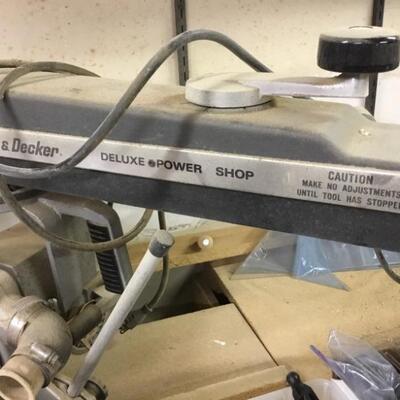 & Decker
DELUXE POWER SHOP
CAUTION
MAKE NO ADJUSTMENTS
UNTIL TOOL HAS STOPPED